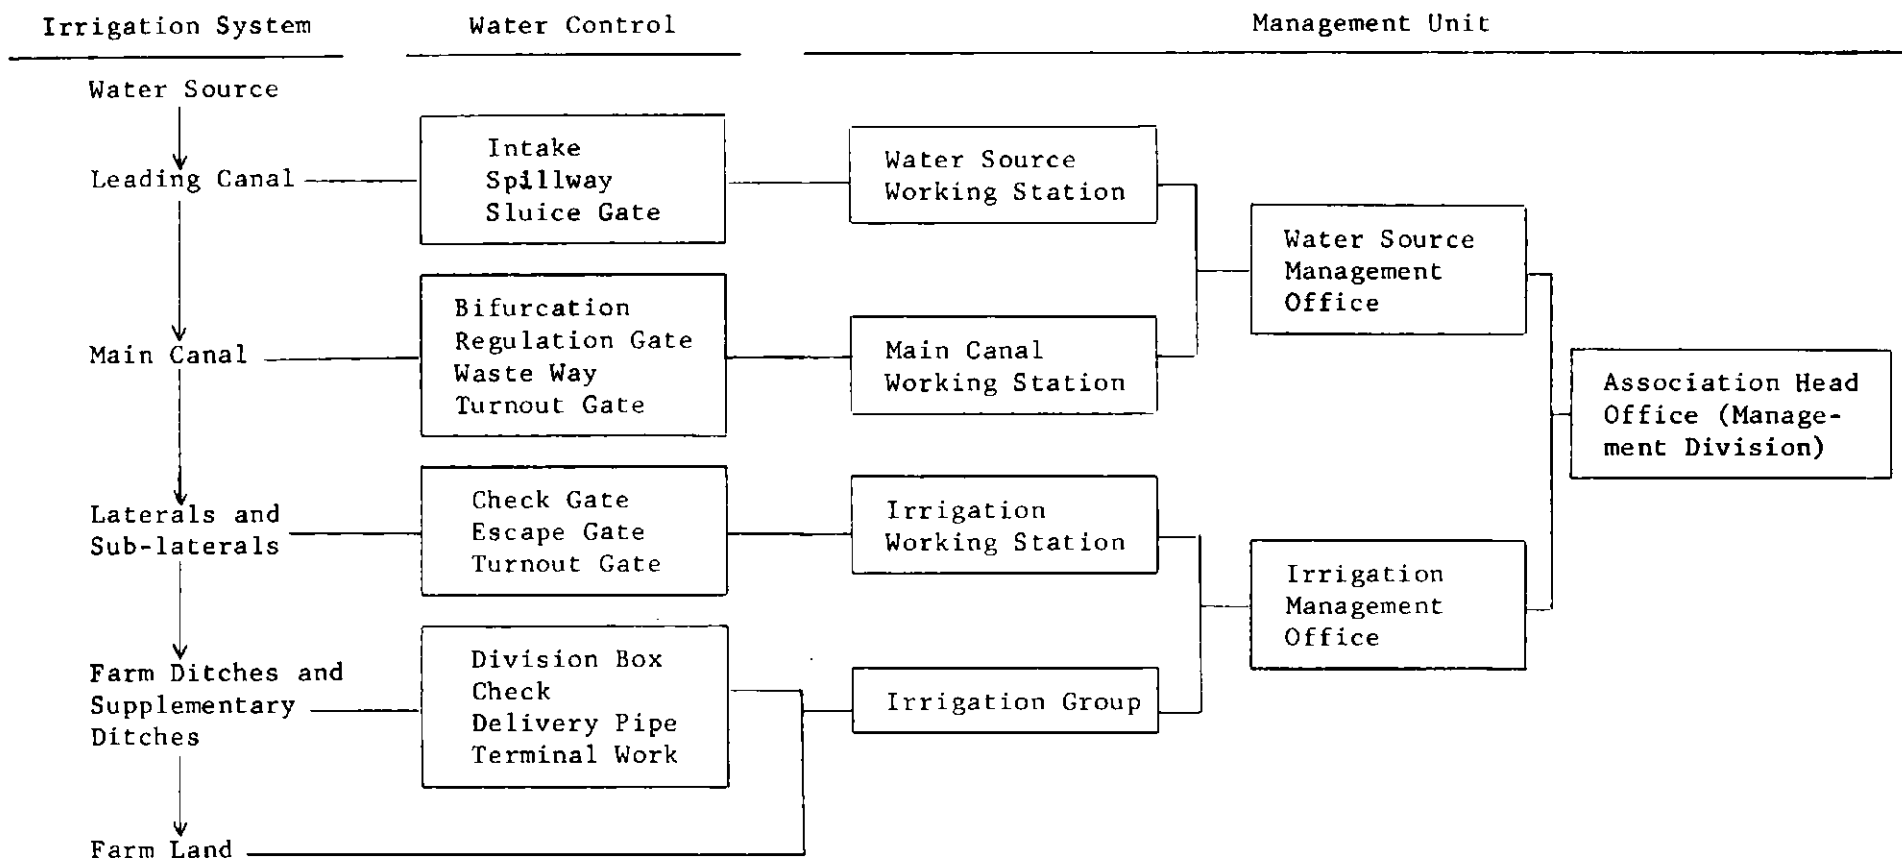 Irrigation System
Water Control
Management Unit
Water Source
Leading Canal
Intake
Spillway
Sluice Gate
Water Source
Working Station
Water Source
Management
Office
Main Canal
Bifurcation
Regulation Gate
Waste Way
Turnout Gate
Main Canal
Working Station
Association Head
Office (Manage-
ment Division)
Laterals and
Sub-laterals
Check Gate
Escape Gate
Turnout Gate
Irrigation
Working Station
Irrigation
Management
Office
Farm Ditches and
Supplementary
Ditches
Division Box
Check
Delivery Pipe
Terminal Work
Irrigation Group
Farm Land